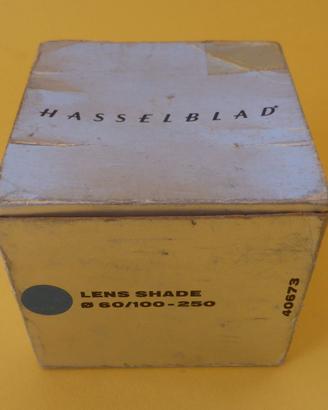 HASSELBLAD
LENS SHADE
Ø 60/100-250
40673